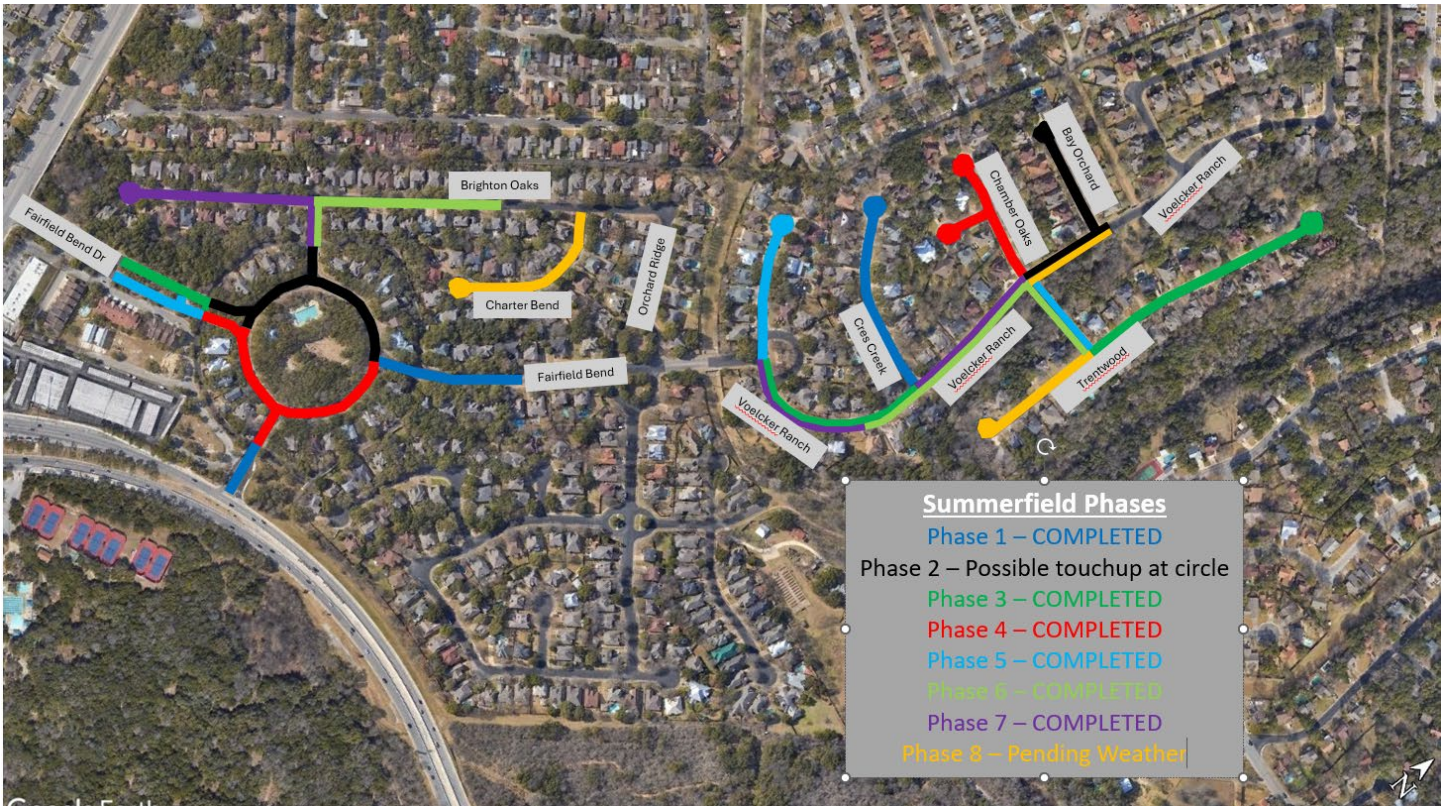 Bay Orchard
Voelcker Ranch
Chamber Oaks
Brighton Oaks
Fairfield Bend Dr
Orchard Ridge
Charter Bend
Cres Creek
Voelcker Ranch
Trentwood
Fairfield Bend
Voelcker Ranch
Summerfield Phases
Phase 1 – COMPLETED
Phase 2 – Possible touchup at circle
Phase 3 – COMPLETED
Phase 4 – COMPLETED
Phase 5 – COMPLETED
Phase 6 – COMPLETED
Phase 7 – COMPLETED
Phase 8 – Pending Weather
N